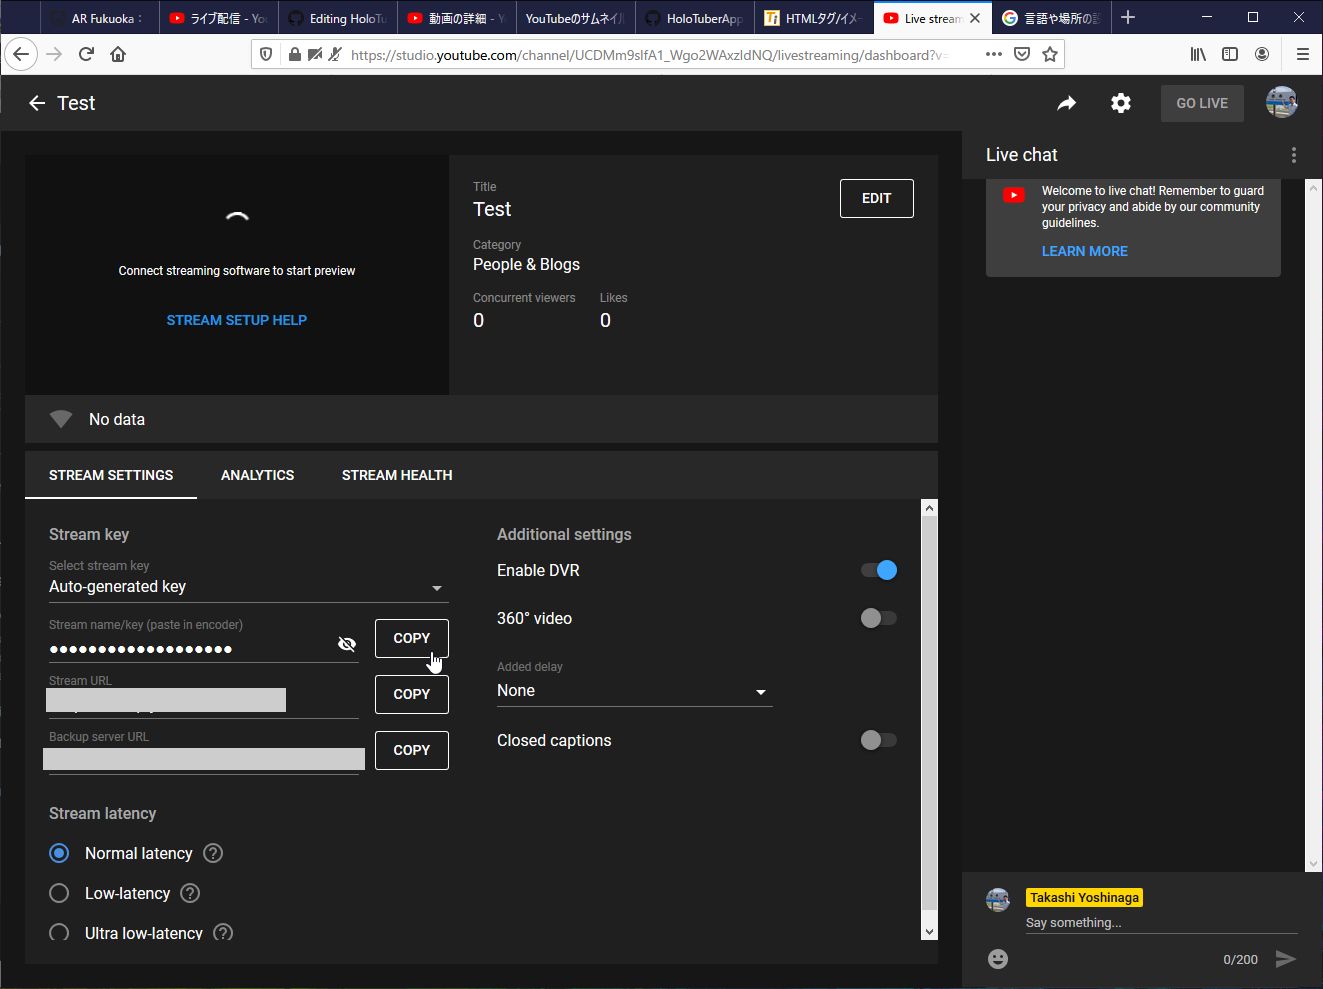 AR Fukuoka :
ライブ配信 - Yo
Editing HoloT
動画の詳細 - Y
YouTubeのサムネイル
HoloTuberApp
HTMLタグ/イメー
Live stream
言語や場所の設
https://studio.youtube.com/channel/UCDMm9slfA1_Wgo2WAxzldNQ/livestreaming/dashboard?v=
Test
GO LIVE
Connect streaming software to start preview
STREAM SETUP HELP
Title
Test
EDIT
Category
People & Blogs
Concurrent viewers
Likes
0
0
Live chat
Welcome to live chat! Remember to guard
your privacy and abide by our community
guidelines.
LEARN MORE
No data
STREAM SETTINGS
ANALYTICS
STREAM HEALTH
Stream key
Select stream key
Auto-generated key
Stream name/key (paste in encoder)
•••••••••••••••••••
COPY
Stream URL
COPY
Backup server URL
COPY
Additional settings
Enable DVR
360° video
Added delay
None
Closed captions
Stream latency
Normal latency
Low-latency
Ultra low-latency
Takashi Yoshinaga
Say something...
0/200